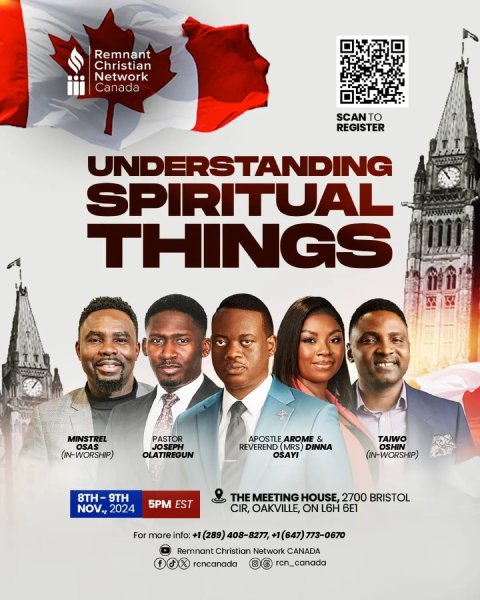 Remnant
Christian
Network
Canada
SCAN TO
REGISTER
UNDERSTANDING
SPIRITUAL
THINGS
MINSTREL
OSAS
(IN-WORSHIP)
PASTOR
JOSEPH
OLATIREGUN
APOSTLE AROME &
REVEREND (MRS) DINNA
OSAYI
TAIWO
OSHIN
(IN-WORSHIP)
8TH - 9TH
NOV., 2024
5PM EST
THE MEETING HOUSE, 2700 BRISTOL
CIR, OAKVILLE, ON L6H 6E1
For more info: +1 (289) 408-8277, +1 (647) 773-0670
Remnant Christian Network CANADA
rcncanada
rcn_canada